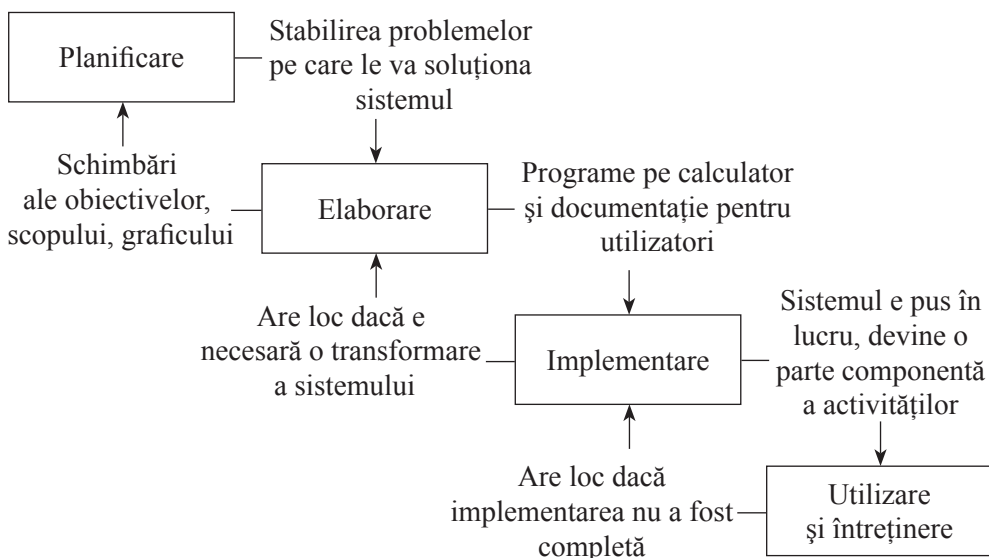 Planificare
Stabilirea problemelor
pe care le va soluționa
sistemul
Schimbări
ale obiectivelor,
scopului, graficului
Elaborare
Programe pe calculator
şi documentație pentru
utilizatori
Are loc dacă e
necesară o transformare
a sistemului
Implementare
Sistemul e pus în
lucru, devine o
parte componentă
a activităților
Are loc dacă
implementarea nu a fost
completă
Utilizare
şi întreținere